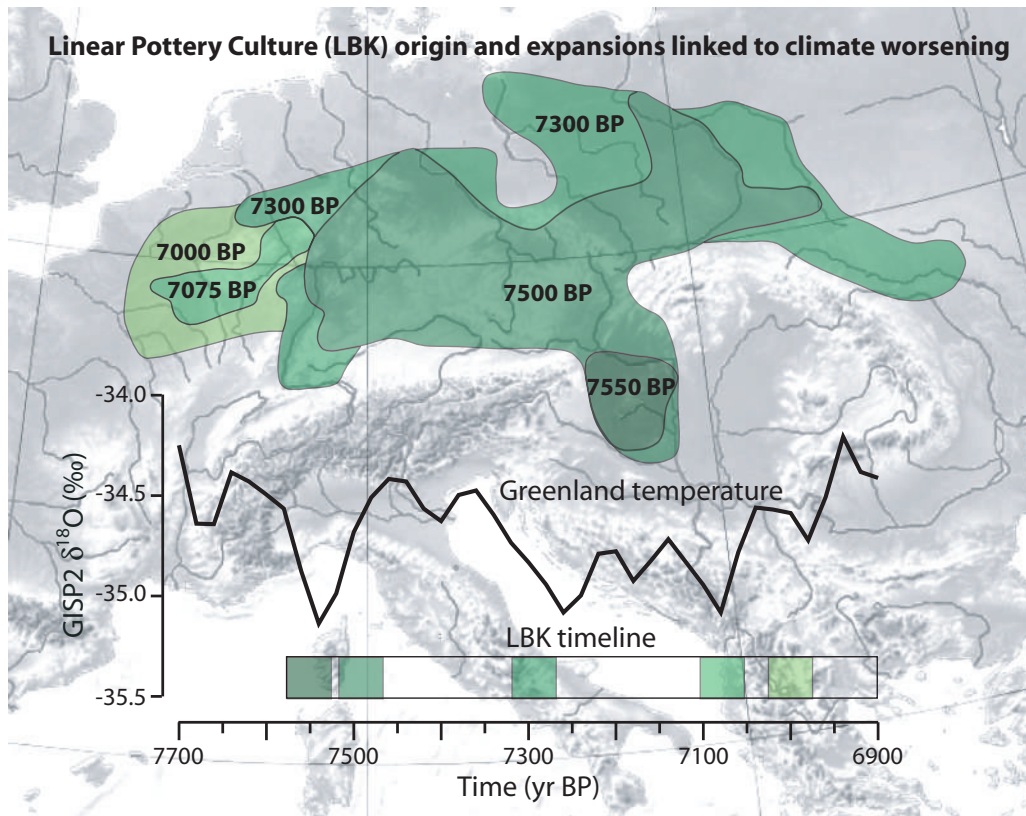 Linear Pottery Culture (LBK) origin and expansions linked to climate worsening
7300 BP
7300 BP
7000 BP
7075 BP
7500 BP
7550 BP
-34.0
-34.5
-35.0
-35.5
GISP2 δ¹⁸O (‰)
Greenland temperature
LBK timeline
7700
7500
7300
7100
6900
Time (yr BP)